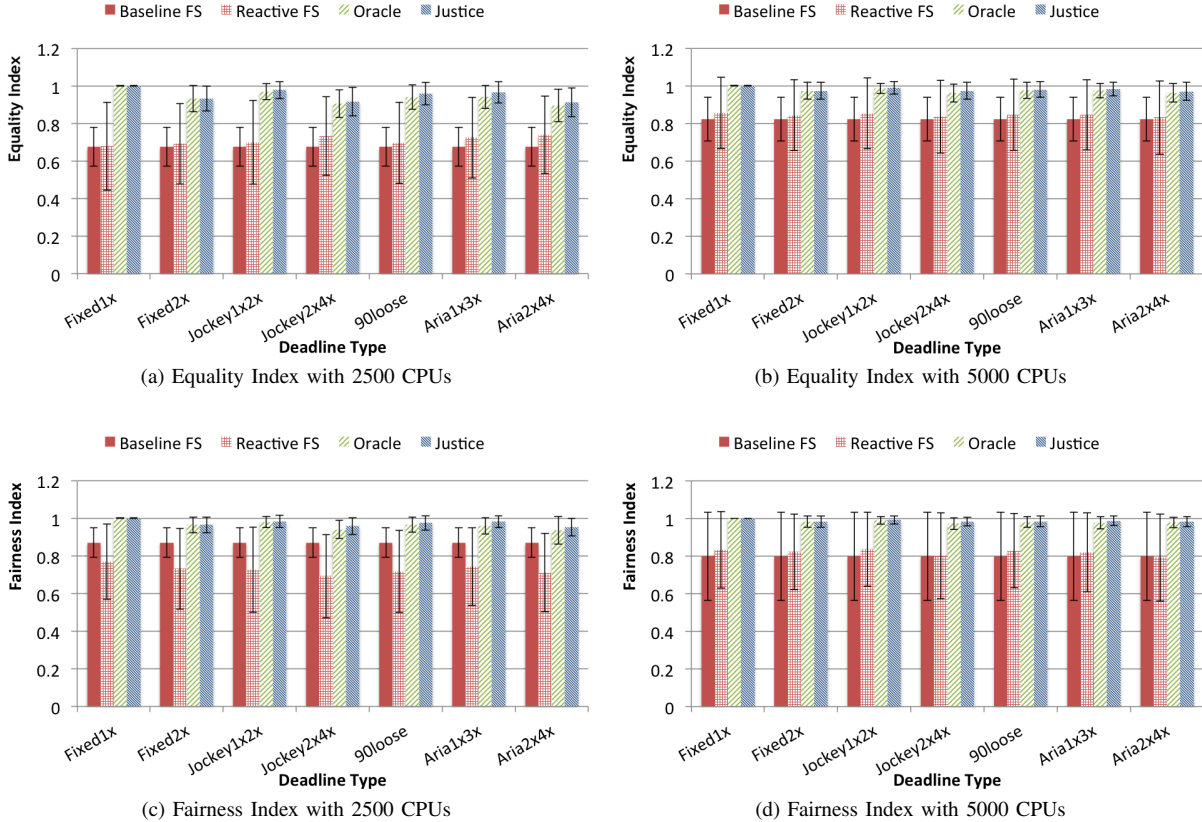 Baseline FS Reactive FS Oracle Justice
Equality Index
1.2
1
0.8
0.6
0.4
0.2
0
Fixed1x Fixed2x Jockey1x2x Jockey2x4x 90loose Aria1x3x Aria2x4x
Deadline Type
(a) Equality Index with 2500 CPUs
Baseline FS Reactive FS Oracle Justice
Equality Index
1.2
1
0.8
0.6
0.4
0.2
0
Fixed1x Fixed2x Jockey1x2x Jockey2x4x 90loose Aria1x3x Aria2x4x
Deadline Type
(b) Equality Index with 5000 CPUs
Baseline FS Reactive FS Oracle Justice
Fairness Index
1.2
1
0.8
0.6
0.4
0.2
0
Fixed1x Fixed2x Jockey1x2x Jockey2x4x 90loose Aria1x3x Aria2x4x
Deadline Type
(c) Fairness Index with 2500 CPUs
Baseline FS Reactive FS Oracle Justice
Fairness Index
1.2
1
0.8
0.6
0.4
0.2
0
Fixed1x Fixed2x Jockey1x2x Jockey2x4x 90loose Aria1x3x Aria2x4x
Deadline Type
(d) Fairness Index with 5000 CPUs